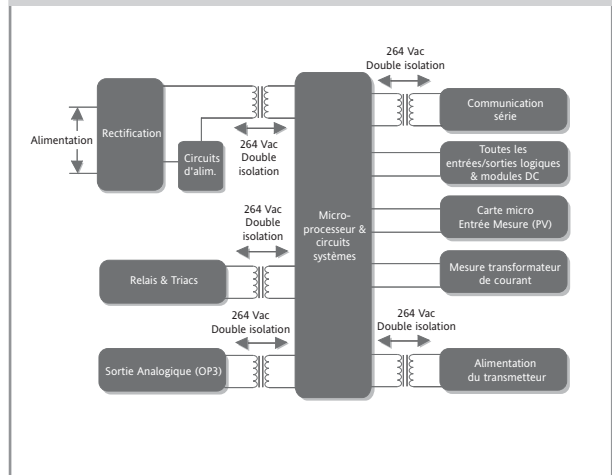 264 Vac
Double isolation
Communication
série
Rectification
Alimentation
Circuits
d'alim.
264 Vac
Double
isolation
Toutes les
entrées/sorties logiques
& modules DC
Micro-
processeur &
circuits
systèmes
Carte micro
Entrée Mesure (PV)
264 Vac
Double
isolation
Relais & Triacs
Mesure transformateur
de courant
264 Vac
Double isolation
264 Vac
Double isolation
Sortie Analogique (OP3)
Alimentation
du transmetteur